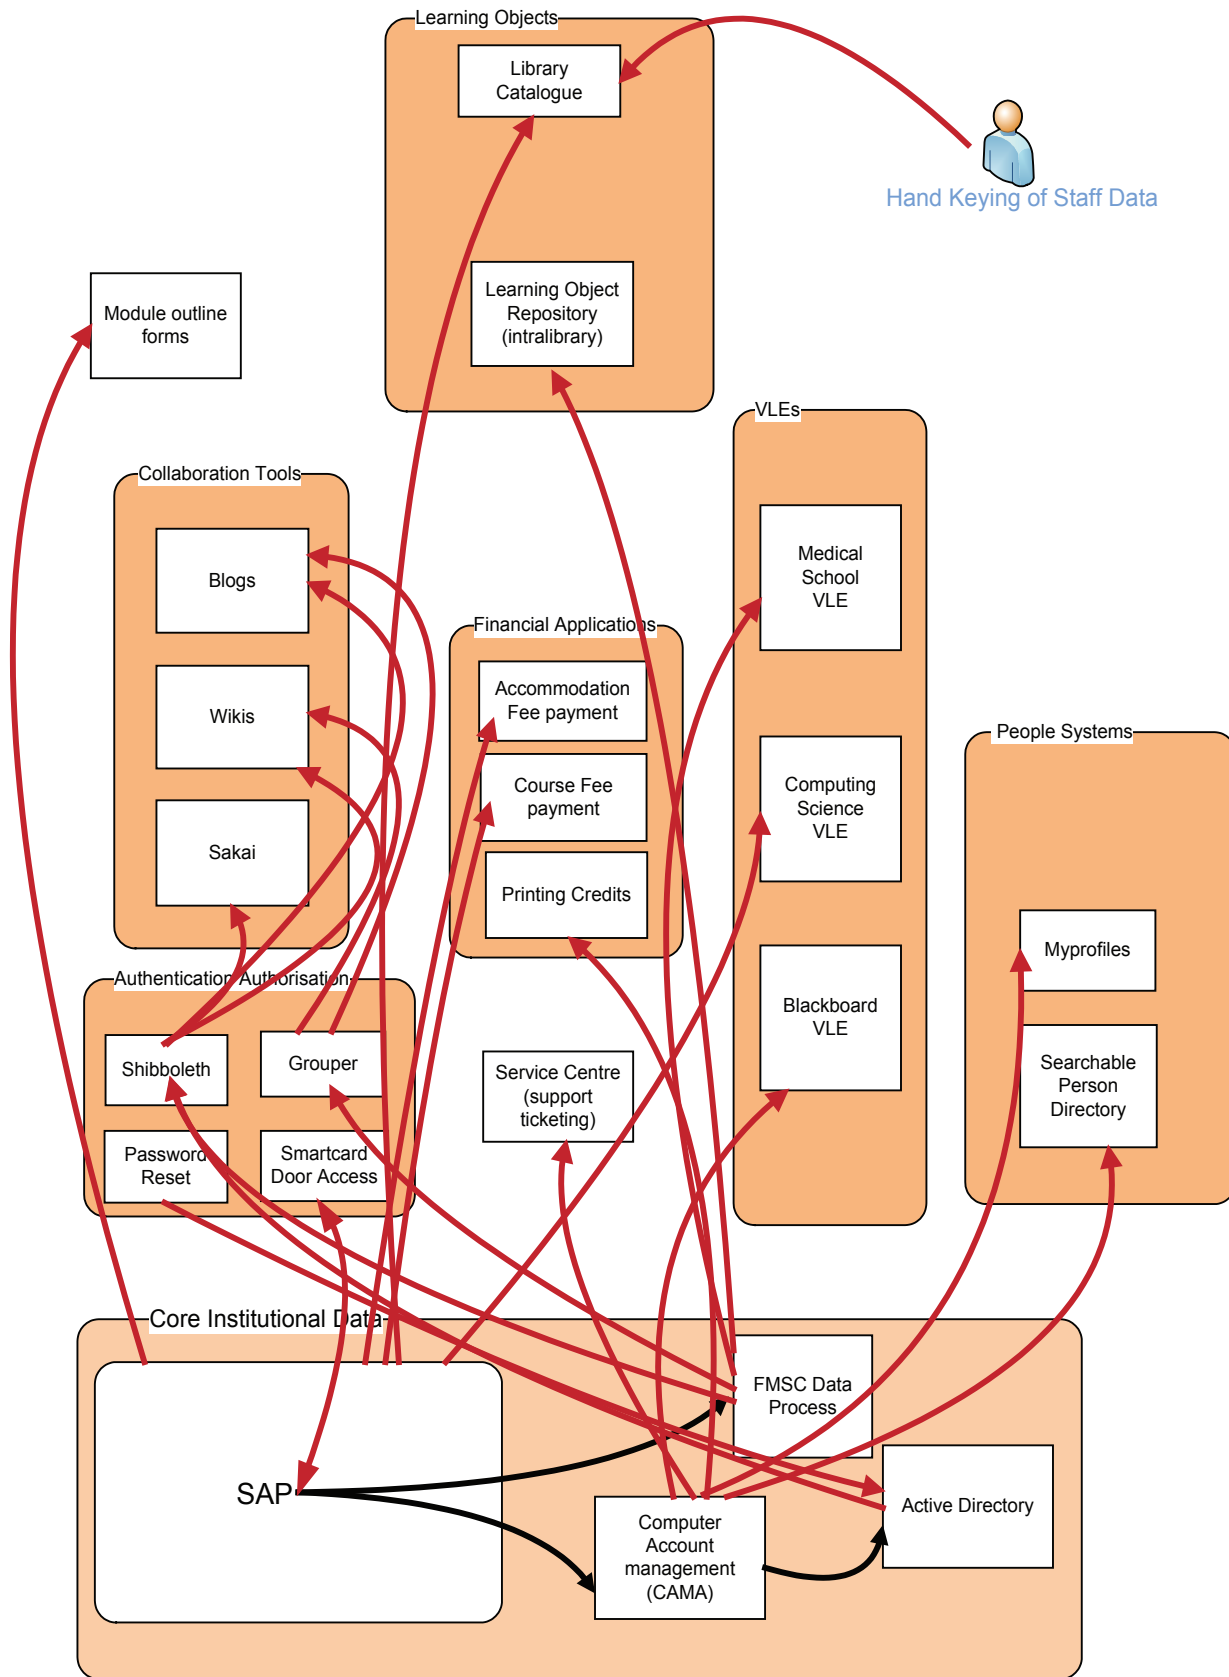 Learning Objects
Library
Catalogue
Hand Keying of Staff Data
Learning Object
Repository
(intralibrary)
Module outline
forms
VLEs
Collaboration Tools
Medical
School
VLE
Blogs
Financial Applications
Accommodation
Fee payment
Wikis
People Systems
Course Fee
payment
Computing
Science
VLE
Sakai
Printing Credits
Myprofiles
Authentication Authorisation
Blackboard
VLE
Shibboleth
Grouper
Service Centre
(support
ticketing)
Searchable
Person
Directory
Password
Reset
Smartcard
Door Access
Core Institutional Data
FMSC Data
Process
SAP
Active Directory
Computer
Account
management
(CAMA)